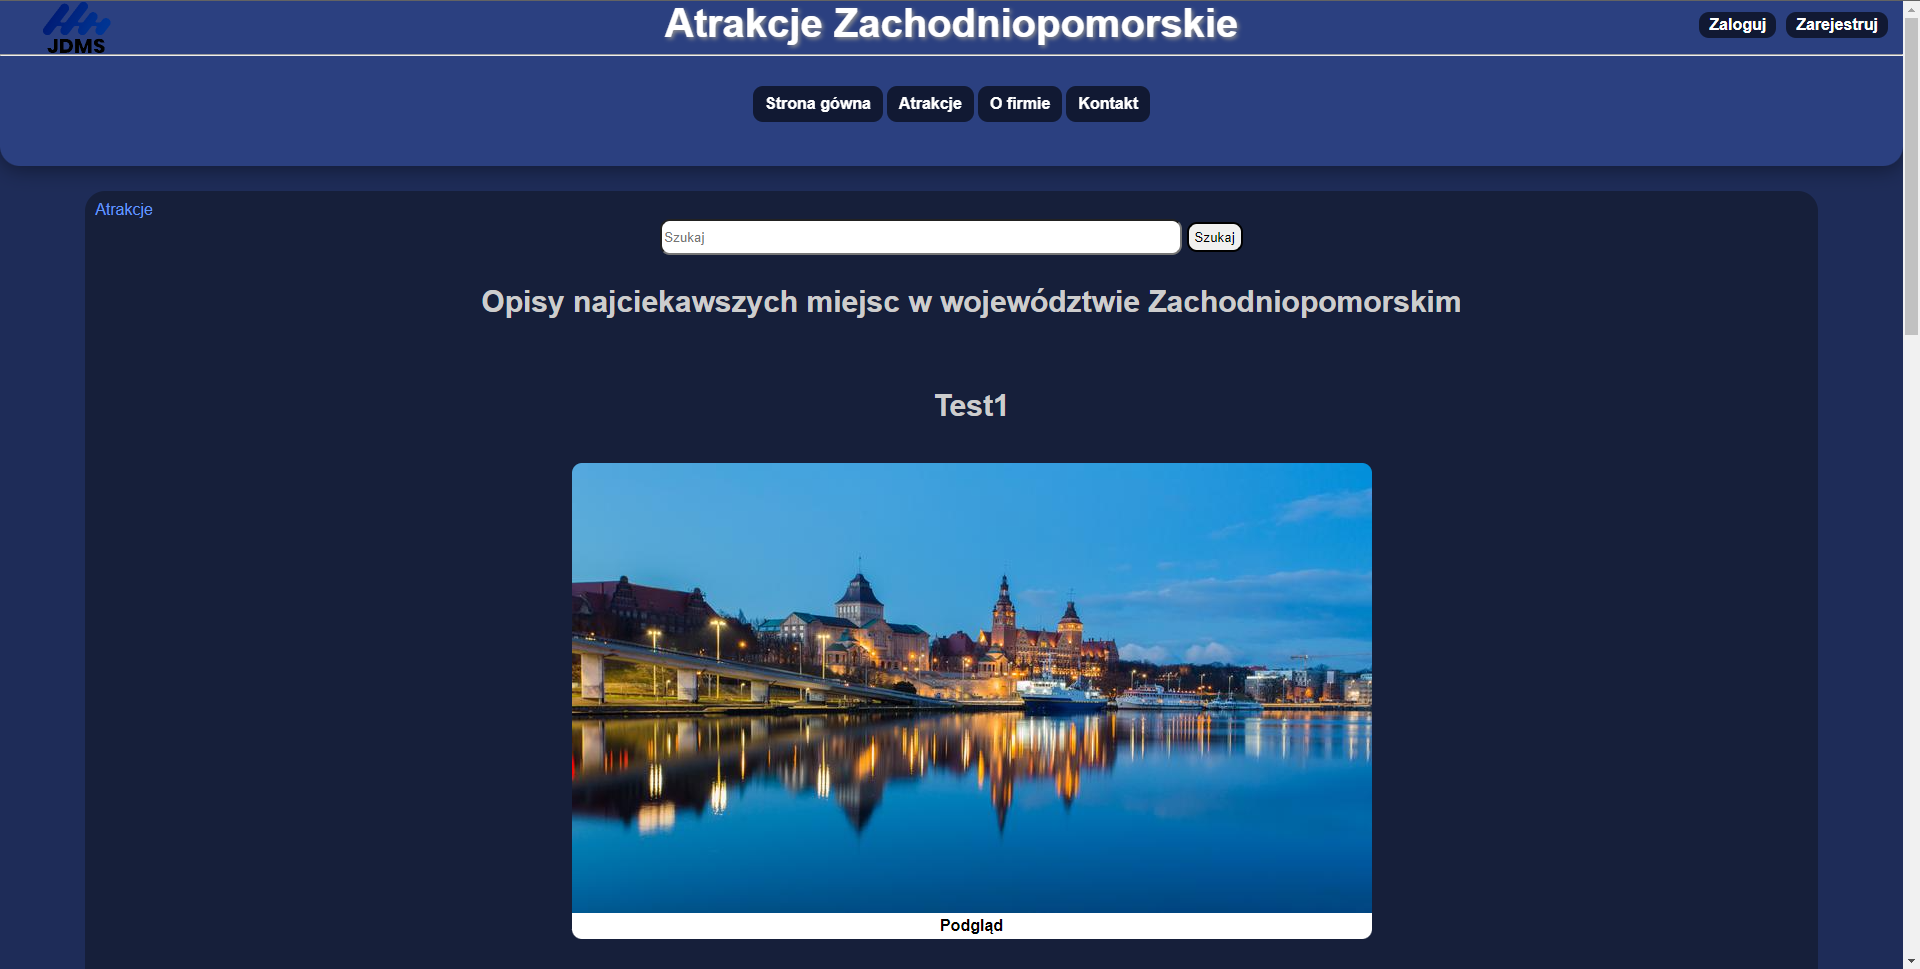 JDMS
Atrakcje Zachodniopomorskie
Zaloguj Zarejestruj
Strona gówna Atrakcje O firmie Kontakt
Atrakcje
Szukaj Szukaj
Opisy najciekawszych miejsc w województwie Zachodniopomorskim
Test1
Podgląd